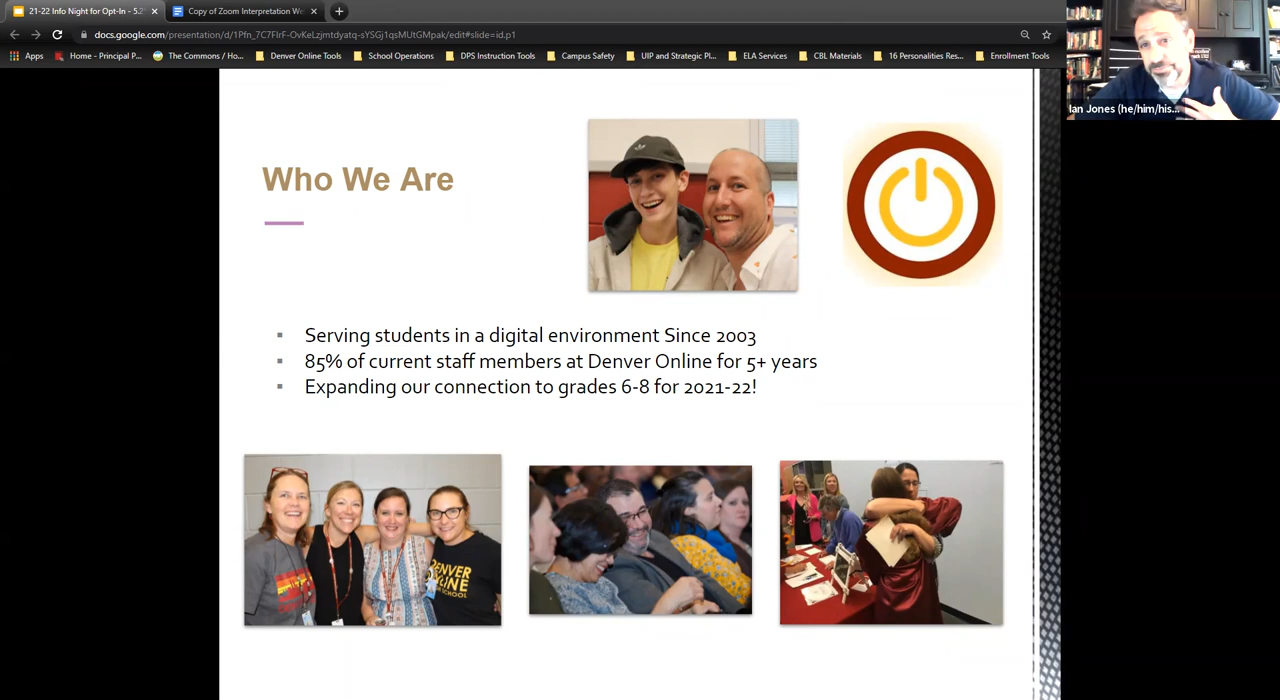 21-22 Info Night for Opt-In - 5.2
Copy of Zoom Interpretation We
docs.google.com/presentation/d/1Pfn_7C7FIrF-OvKeLzjmtdyatq-sYSGj1qsMUtGMpak/edit#slide=id.p1
Apps
Home - Principal P...
The Commons / Ho...
Denver Online Tools
School Operations
DPS Instruction Tools
Campus Safety
UIP and Strategic Pl...
ELA Services
CBL Materials
16 Personalities Res...
Enrollment Tools
Ian Jones (he/him/his...
Who We Are
Serving students in a digital environment Since 2003
85% of current staff members at Denver Online for 5+ years
Expanding our connection to grades 6-8 for 2021-22!
DENVER
ONLINE
SCHOOL